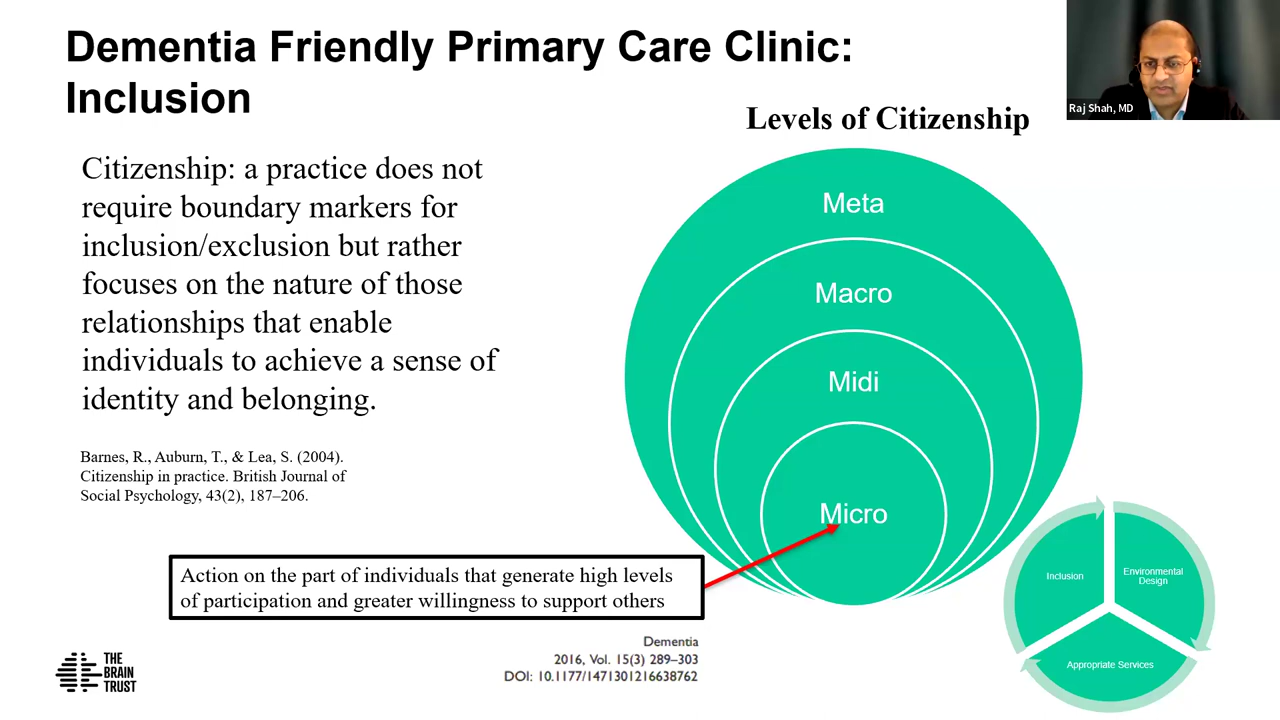 Dementia Friendly Primary Care Clinic:
Inclusion
Raj Shah, MD
Levels of Citizenship
Citizenship: a practice does not
require boundary markers for
inclusion/exclusion but rather
focuses on the nature of those
relationships that enable
individuals to achieve a sense of
identity and belonging.
Barnes, R., Auburn, T., & Lea, S. (2004).
Citizenship in practice. British Journal of
Social Psychology, 43(2), 187–206.
Meta
Macro
Midi
Micro
Action on the part of individuals that generate high levels
of participation and greater willingness to support others
Inclusion
Environmental
Design
Appropriate Services
Dementia
2016, Vol. 15(3) 289–303
DOI: 10.1177/1471301216638762
THE
BRAIN
TRUST